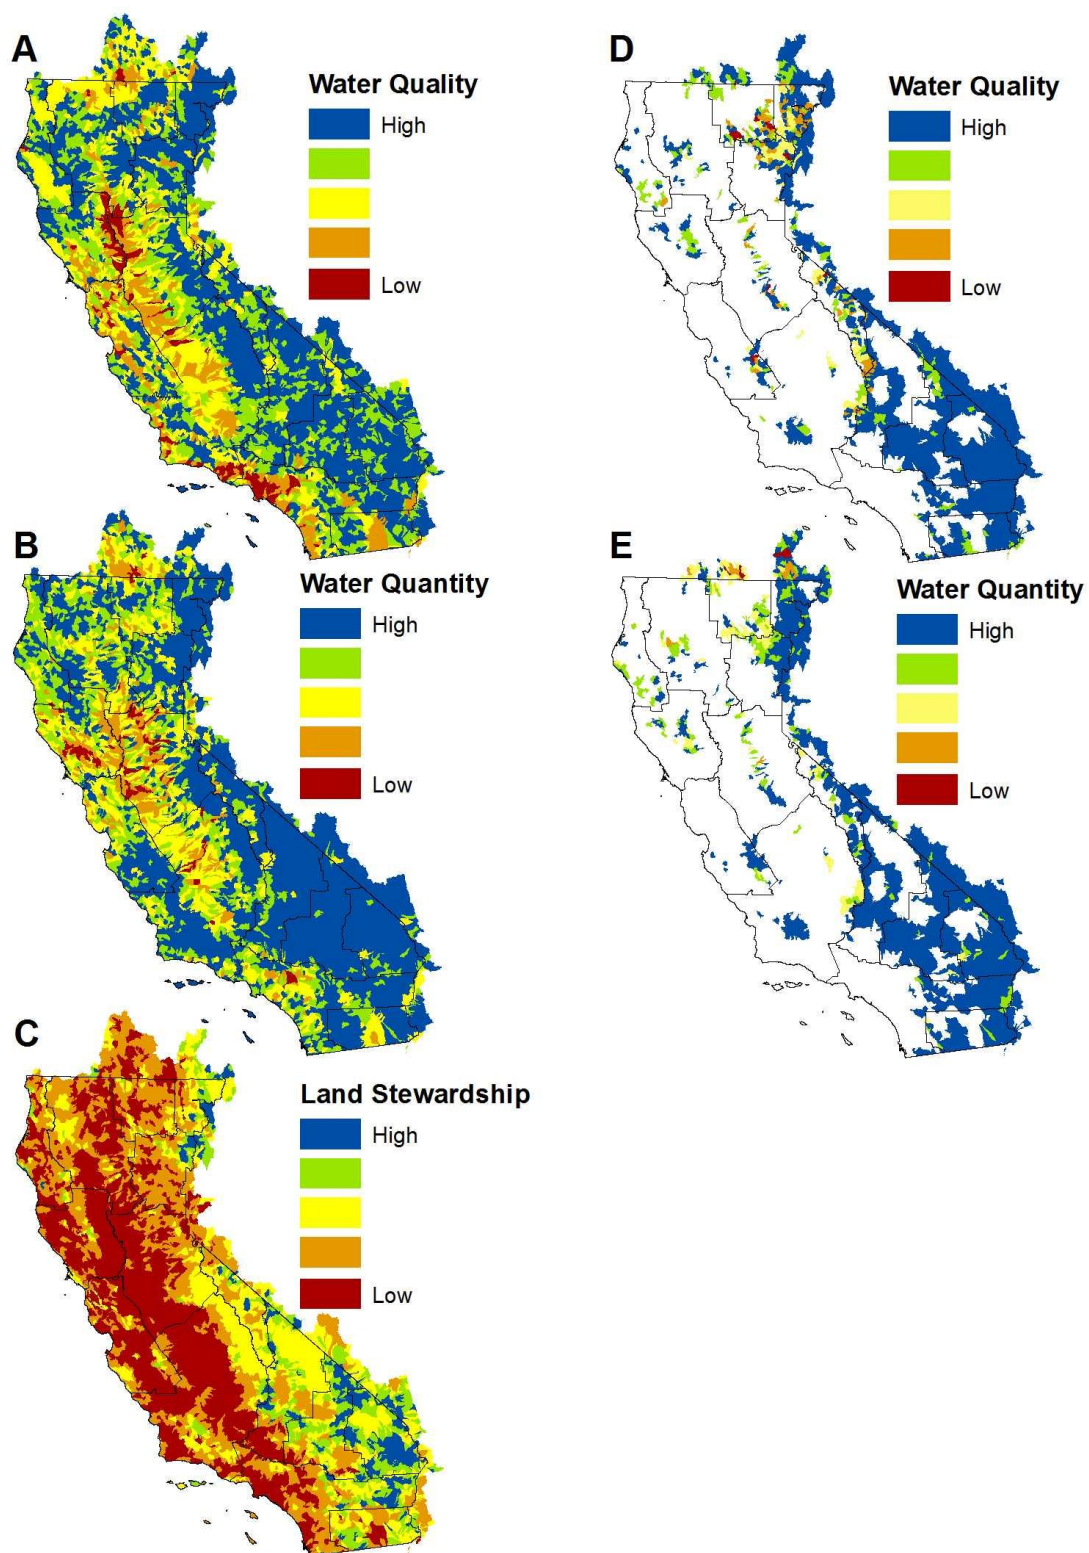 A
Water Quality
High
Low
B
Water Quantity
High
Low
C
Land Stewardship
High
Low
D
Water Quality
High
Low
E
Water Quantity
High
Low